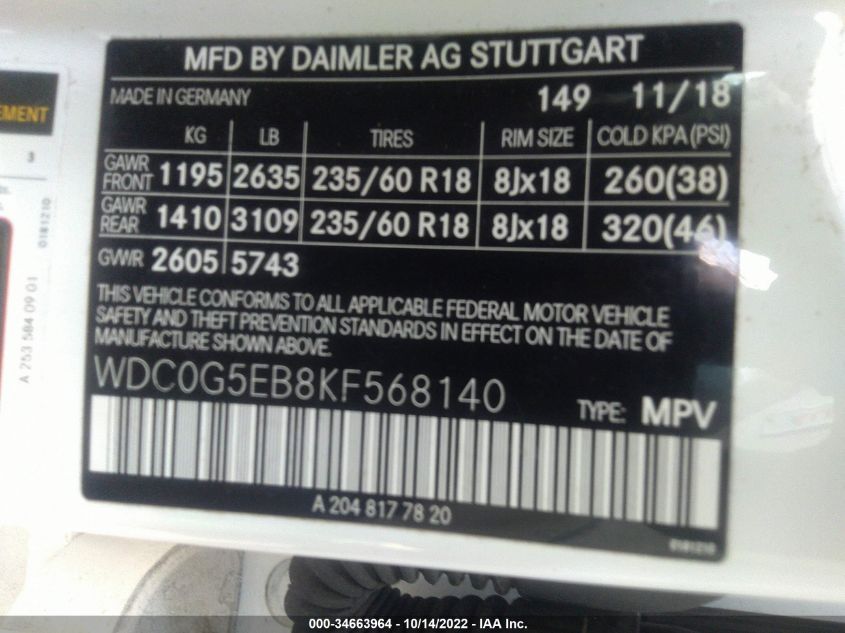 MFD BY DAIMLER AG STUTTGART
MADE IN GERMANY 149 11/18
KG LB TIRES RIM SIZE COLD KPA (PSI)
GAWR FRONT 1195 2635 235/60 R18 8Jx18 260(38)
GAWR REAR 1410 3109 235/60 R18 8Jx18 320(46)
GVWR 2605 5743
THIS VEHICLE CONFORMS TO ALL APPLICABLE FEDERAL MOTOR VEHICLE
SAFETY AND THEFT PREVENTION STANDARDS IN EFFECT ON THE DATE OF
MANUFACTURE SHOWN ABOVE.
WDC0G5EB8KF568140 TYPE: MPV
A 204 817 78 20
0181210
EMENT
3
0181210
A 253 584 09 01
000-34663964 - 10/14/2022 - IAA Inc.